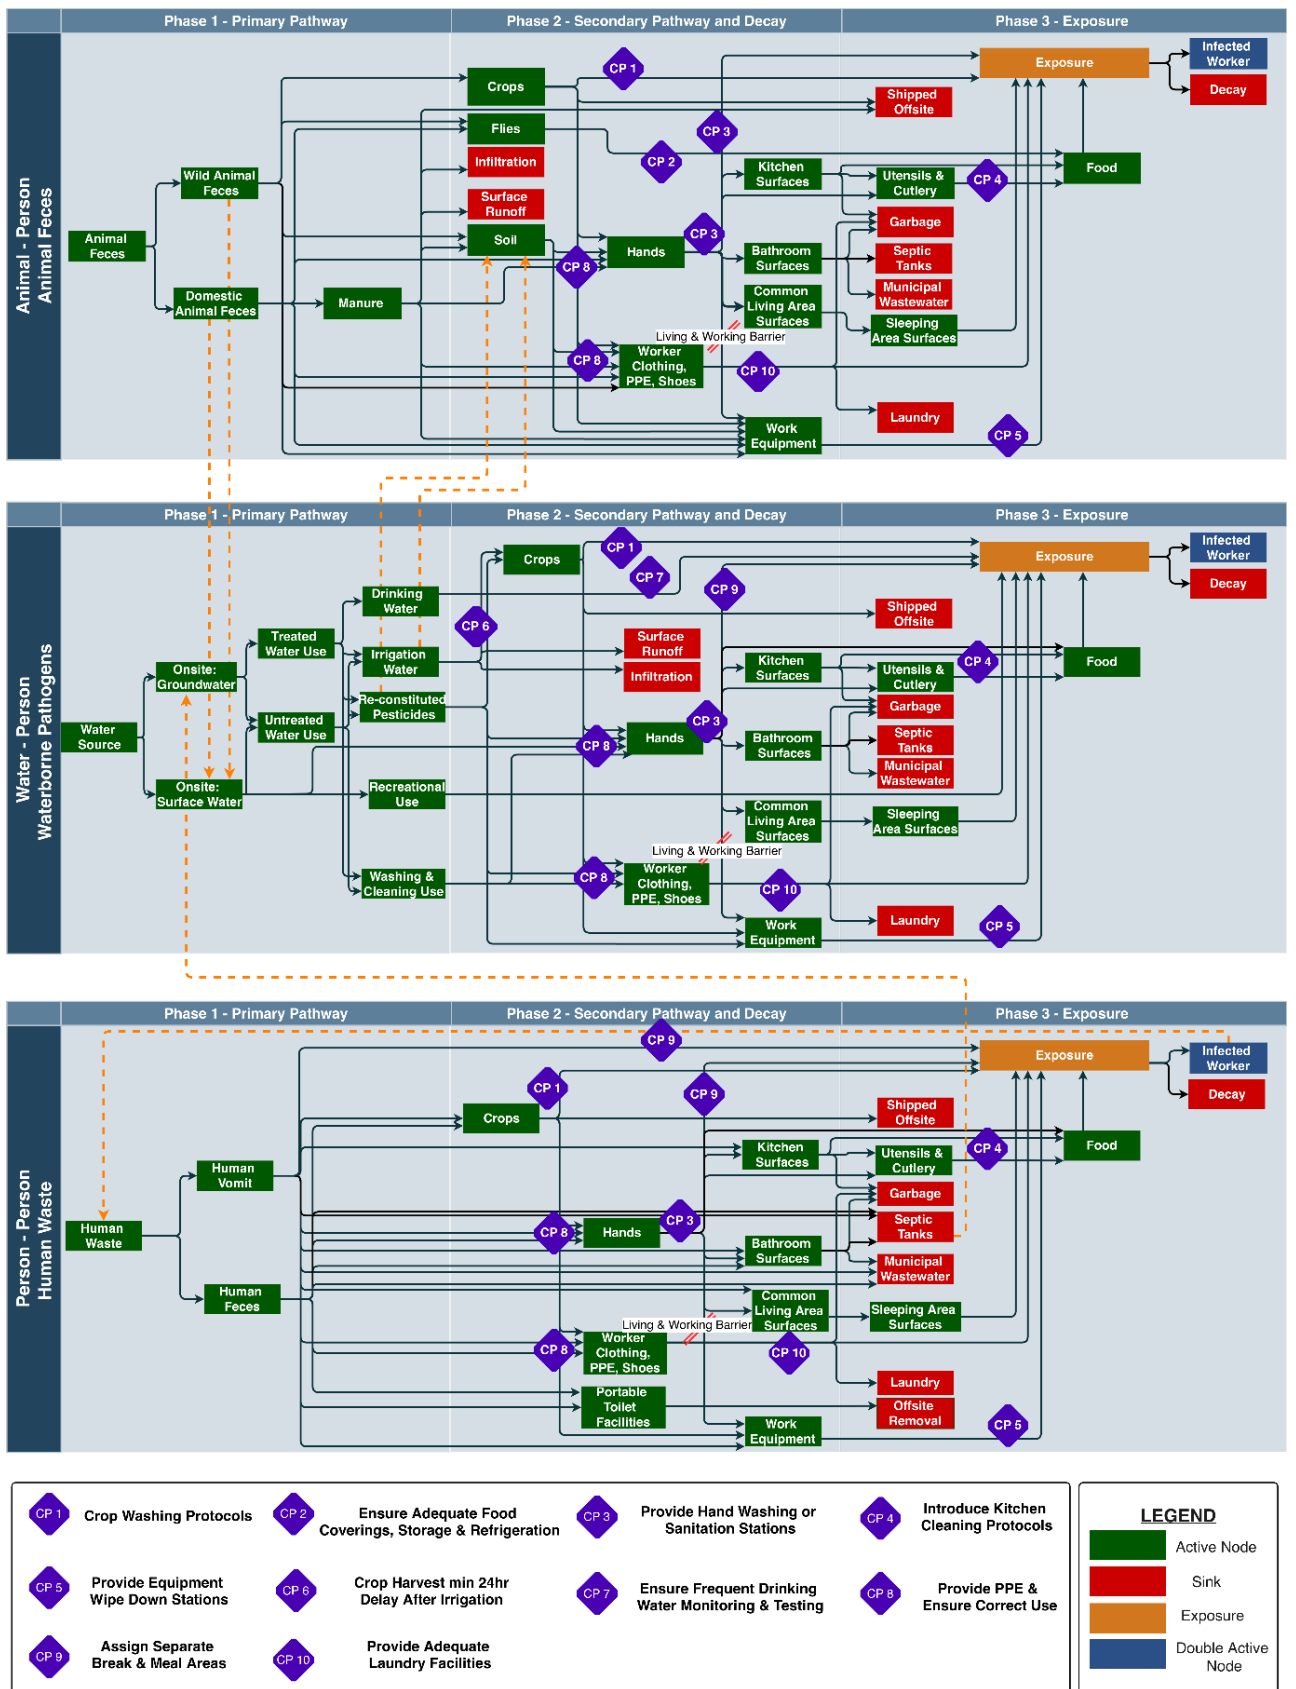 Phase 1 - Primary Pathway
Phase 2 - Secondary Pathway and Decay
Phase 3 - Exposure
Animal - Person
Animal Feces
Animal
Feces
Wild Animal
Feces
Domestic
Animal Feces
Manure
Crops
Flies
Infiltration
Surface
Runoff
Soil
Hands
Worker
Clothing,
PPE, Shoes
Living & Working Barrier
Kitchen
Surfaces
Bathroom
Surfaces
Common
Living Area
Surfaces
Work
Equipment
CP 1
CP 2
CP 3
CP 3
CP 8
CP 8
CP 10
CP 4
CP 5
Exposure
Infected
Worker
Decay
Shipped
Offsite
Food
Utensils &
Cutlery
Garbage
Septic
Tanks
Municipal
Wastewater
Sleeping
Area Surfaces
Laundry
Phase 1 - Primary Pathway
Phase 2 - Secondary Pathway and Decay
Phase 3 - Exposure
Water - Person
Waterborne Pathogens
Water
Source
Onsite:
Groundwater
Onsite:
Surface Water
Treated
Water Use
Untreated
Water Use
Drinking
Water
Irrigation
Water
Re-constituted
Pesticides
Recreational
Use
Washing &
Cleaning Use
Crops
Surface
Runoff
Infiltration
Hands
Worker
Clothing,
PPE, Shoes
Living & Working Barrier
Kitchen
Surfaces
Bathroom
Surfaces
Common
Living Area
Surfaces
Work
Equipment
CP 1
CP 7
CP 9
CP 6
CP 3
CP 8
CP 8
CP 10
CP 4
CP 5
Exposure
Infected
Worker
Decay
Shipped
Offsite
Food
Utensils &
Cutlery
Garbage
Septic
Tanks
Municipal
Wastewater
Sleeping
Area Surfaces
Laundry
Phase 1 - Primary Pathway
Phase 2 - Secondary Pathway and Decay
Phase 3 - Exposure
Person - Person
Human Waste
Human
Waste
Human
Vomit
Human
Feces
Crops
Hands
Worker
Clothing,
PPE, Shoes
Portable
Toilet
Facilities
Living & Working Barrier
Kitchen
Surfaces
Bathroom
Surfaces
Common
Living Area
Surfaces
Work
Equipment
CP 9
CP 1
CP 9
CP 3
CP 8
CP 8
CP 10
CP 4
CP 5
Exposure
Infected
Worker
Decay
Shipped
Offsite
Food
Utensils &
Cutlery
Garbage
Septic
Tanks
Municipal
Wastewater
Sleeping Area
Surfaces
Laundry
Offsite
Removal
CP 1
Crop Washing Protocols
CP 2
Ensure Adequate Food
Coverings, Storage & Refrigeration
CP 3
Provide Hand Washing or
Sanitation Stations
CP 4
Introduce Kitchen
Cleaning Protocols
CP 5
Provide Equipment
Wipe Down Stations
CP 6
Crop Harvest min 24hr
Delay After Irrigation
CP 7
Ensure Frequent Drinking
Water Monitoring & Testing
CP 8
Provide PPE &
Ensure Correct Use
CP 9
Assign Separate
Break & Meal Areas
CP 10
Provide Adequate
Laundry Facilities
LEGEND
Active Node
Sink
Exposure
Double Active
Node